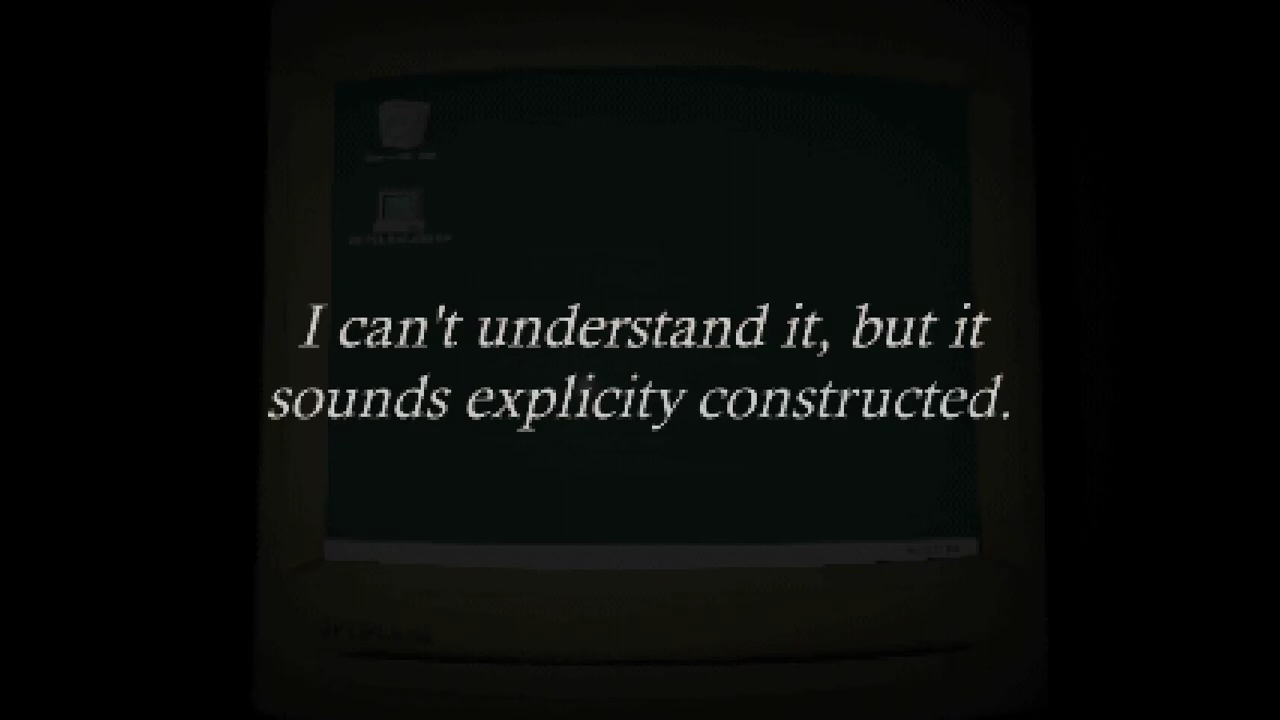 I can't understand it, but it
sounds explicity constructed.